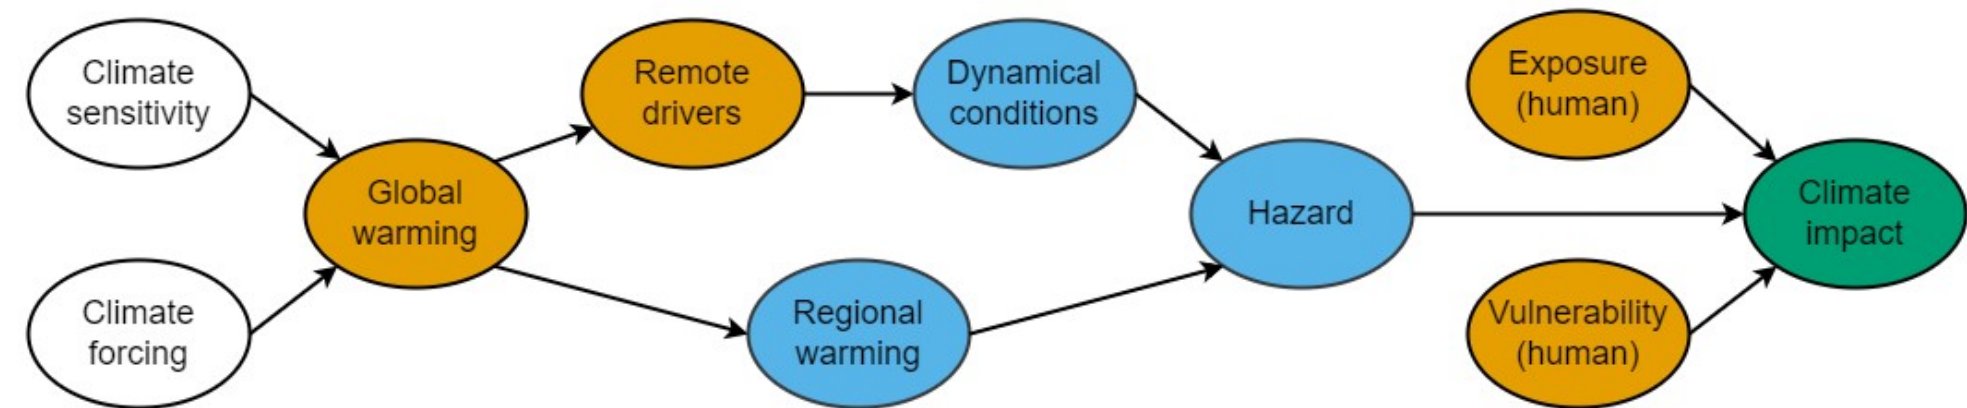 Climate
sensitivity
Climate
forcing
Global
warming
Remote
drivers
Dynamical
conditions
Regional
warming
Hazard
Exposure
(human)
Vulnerability
(human)
Climate
impact